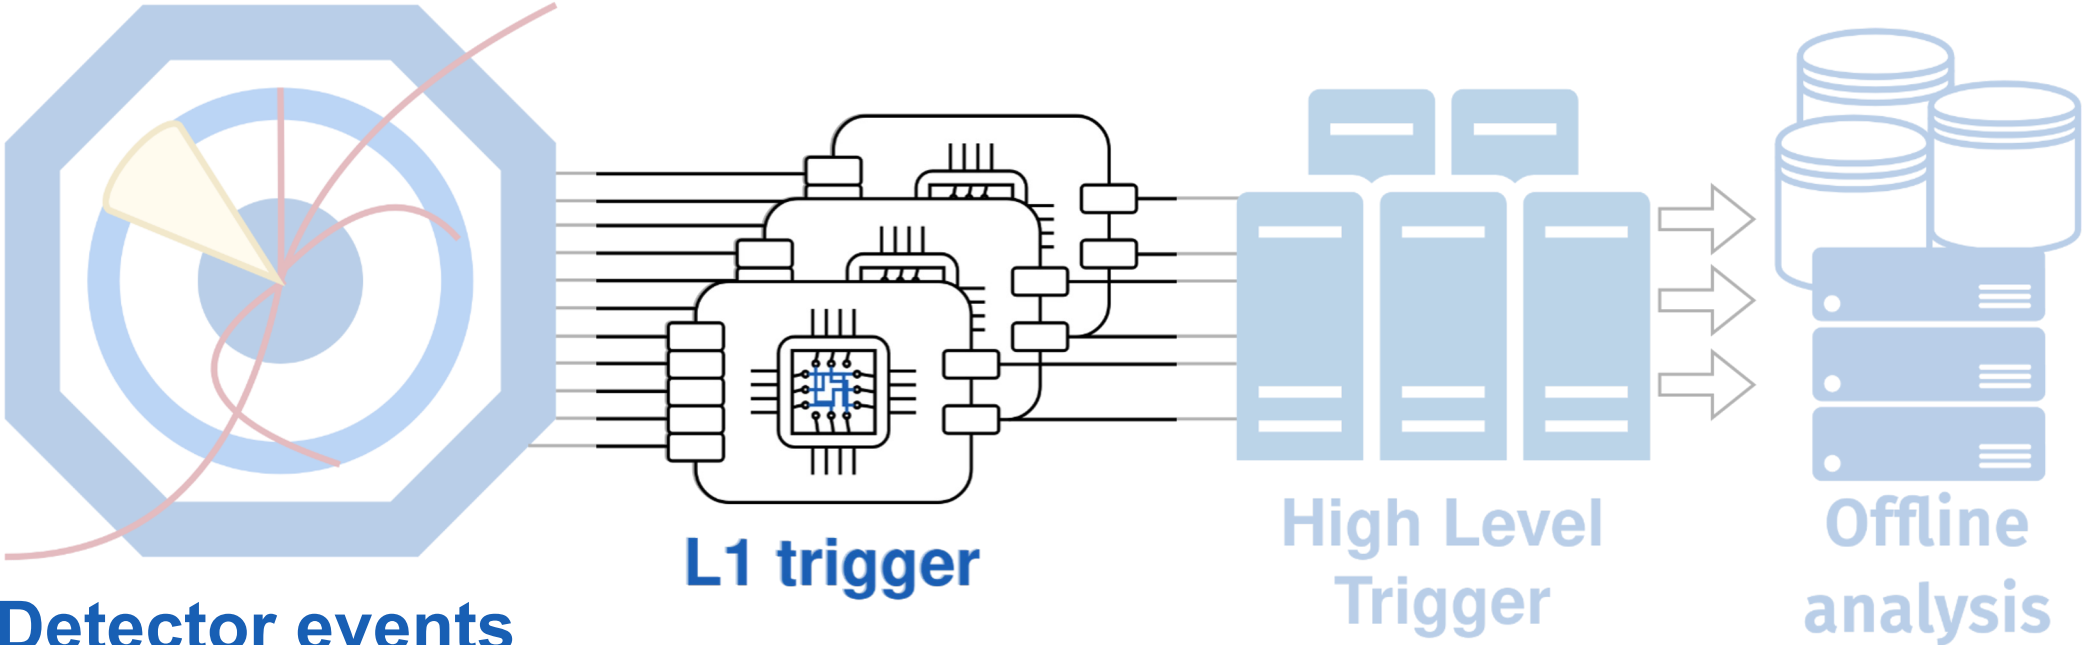 Detector events
L1 trigger
High Level
Trigger
Offline
analysis